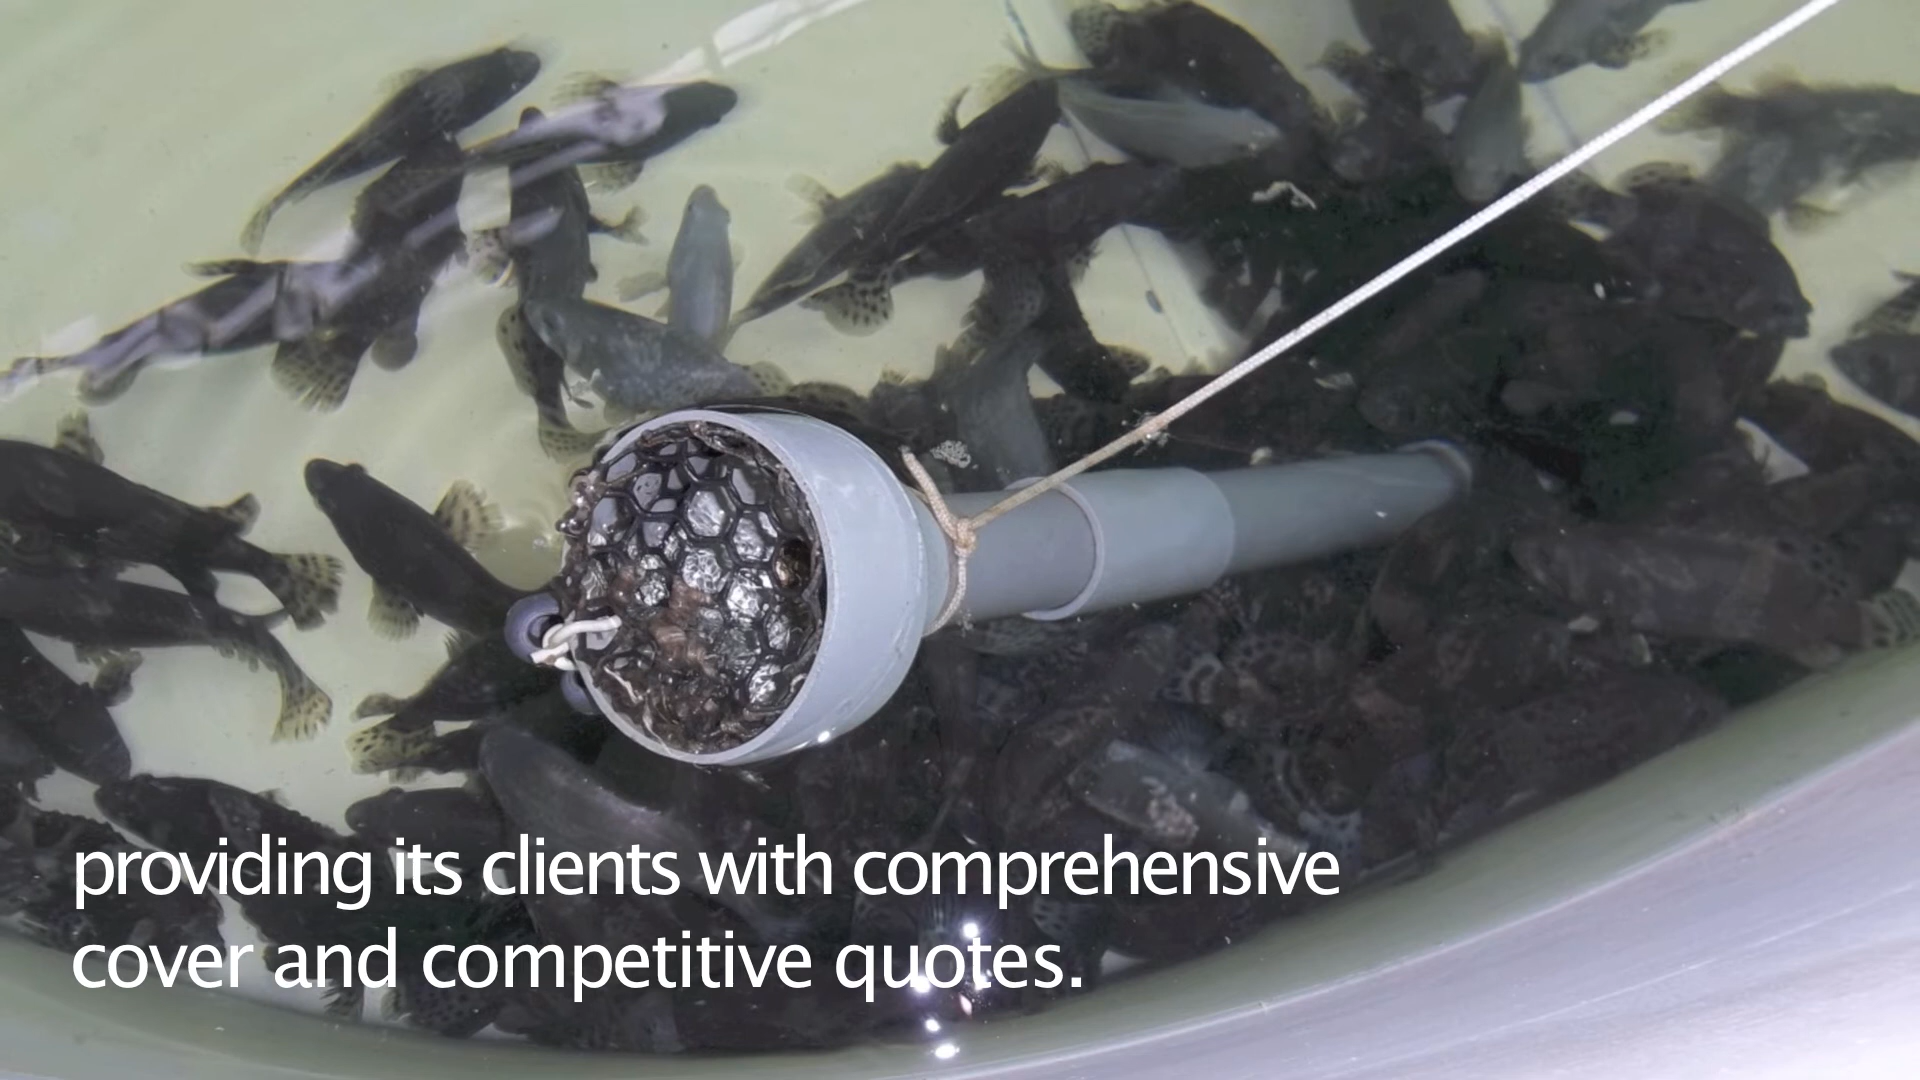 providing its clients with comprehensive
cover and competitive quotes.